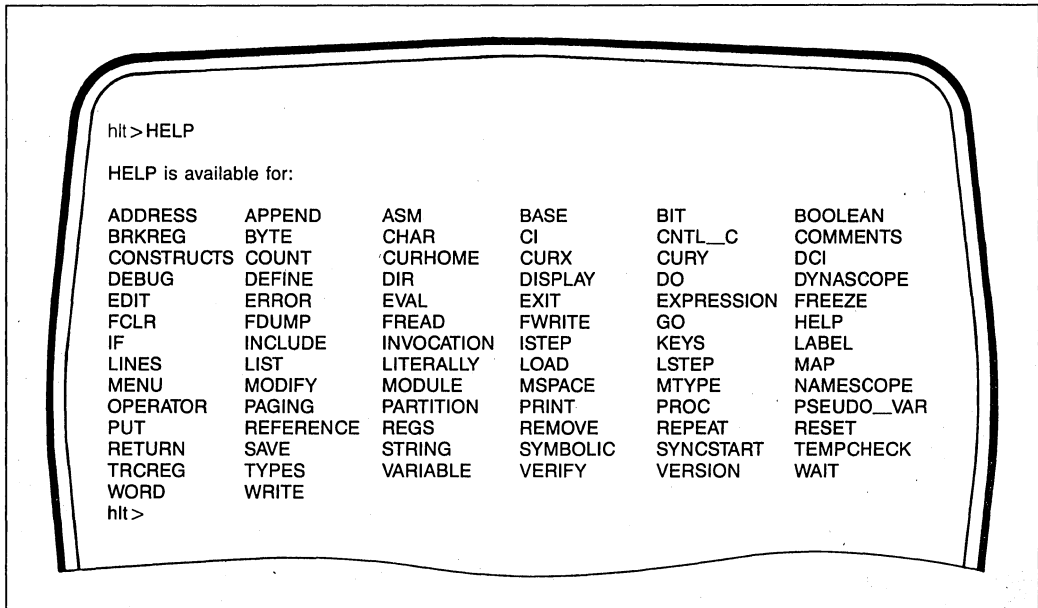 hlt>HELP
HELP is available for:
ADDRESS APPEND ASM BASE BIT BOOLEAN
BRKREG BYTE CHAR CI CNTL__C COMMENTS
CONSTRUCTS COUNT CURHOME CURX CURY DCI
DEBUG DEFINE DIR DISPLAY DO DYNASCOPE
EDIT ERROR EVAL EXIT EXPRESSION FREEZE
FCLR FDUMP FREAD FWRITE GO HELP
IF INCLUDE INVOCATION ISTEP KEYS LABEL
LINES LIST LITERALLY LOAD LSTEP MAP
MENU MODIFY MODULE MSPACE MTYPE NAMESCOPE
OPERATOR PAGING PARTITION PRINT PROC PSEUDO__VAR
PUT REFERENCE REGS REMOVE REPEAT RESET
RETURN SAVE STRING SYMBOLIC SYNCSTART TEMPCHECK
TRCREG TYPES VARIABLE VERIFY VERSION WAIT
WORD WRITE
hlt>